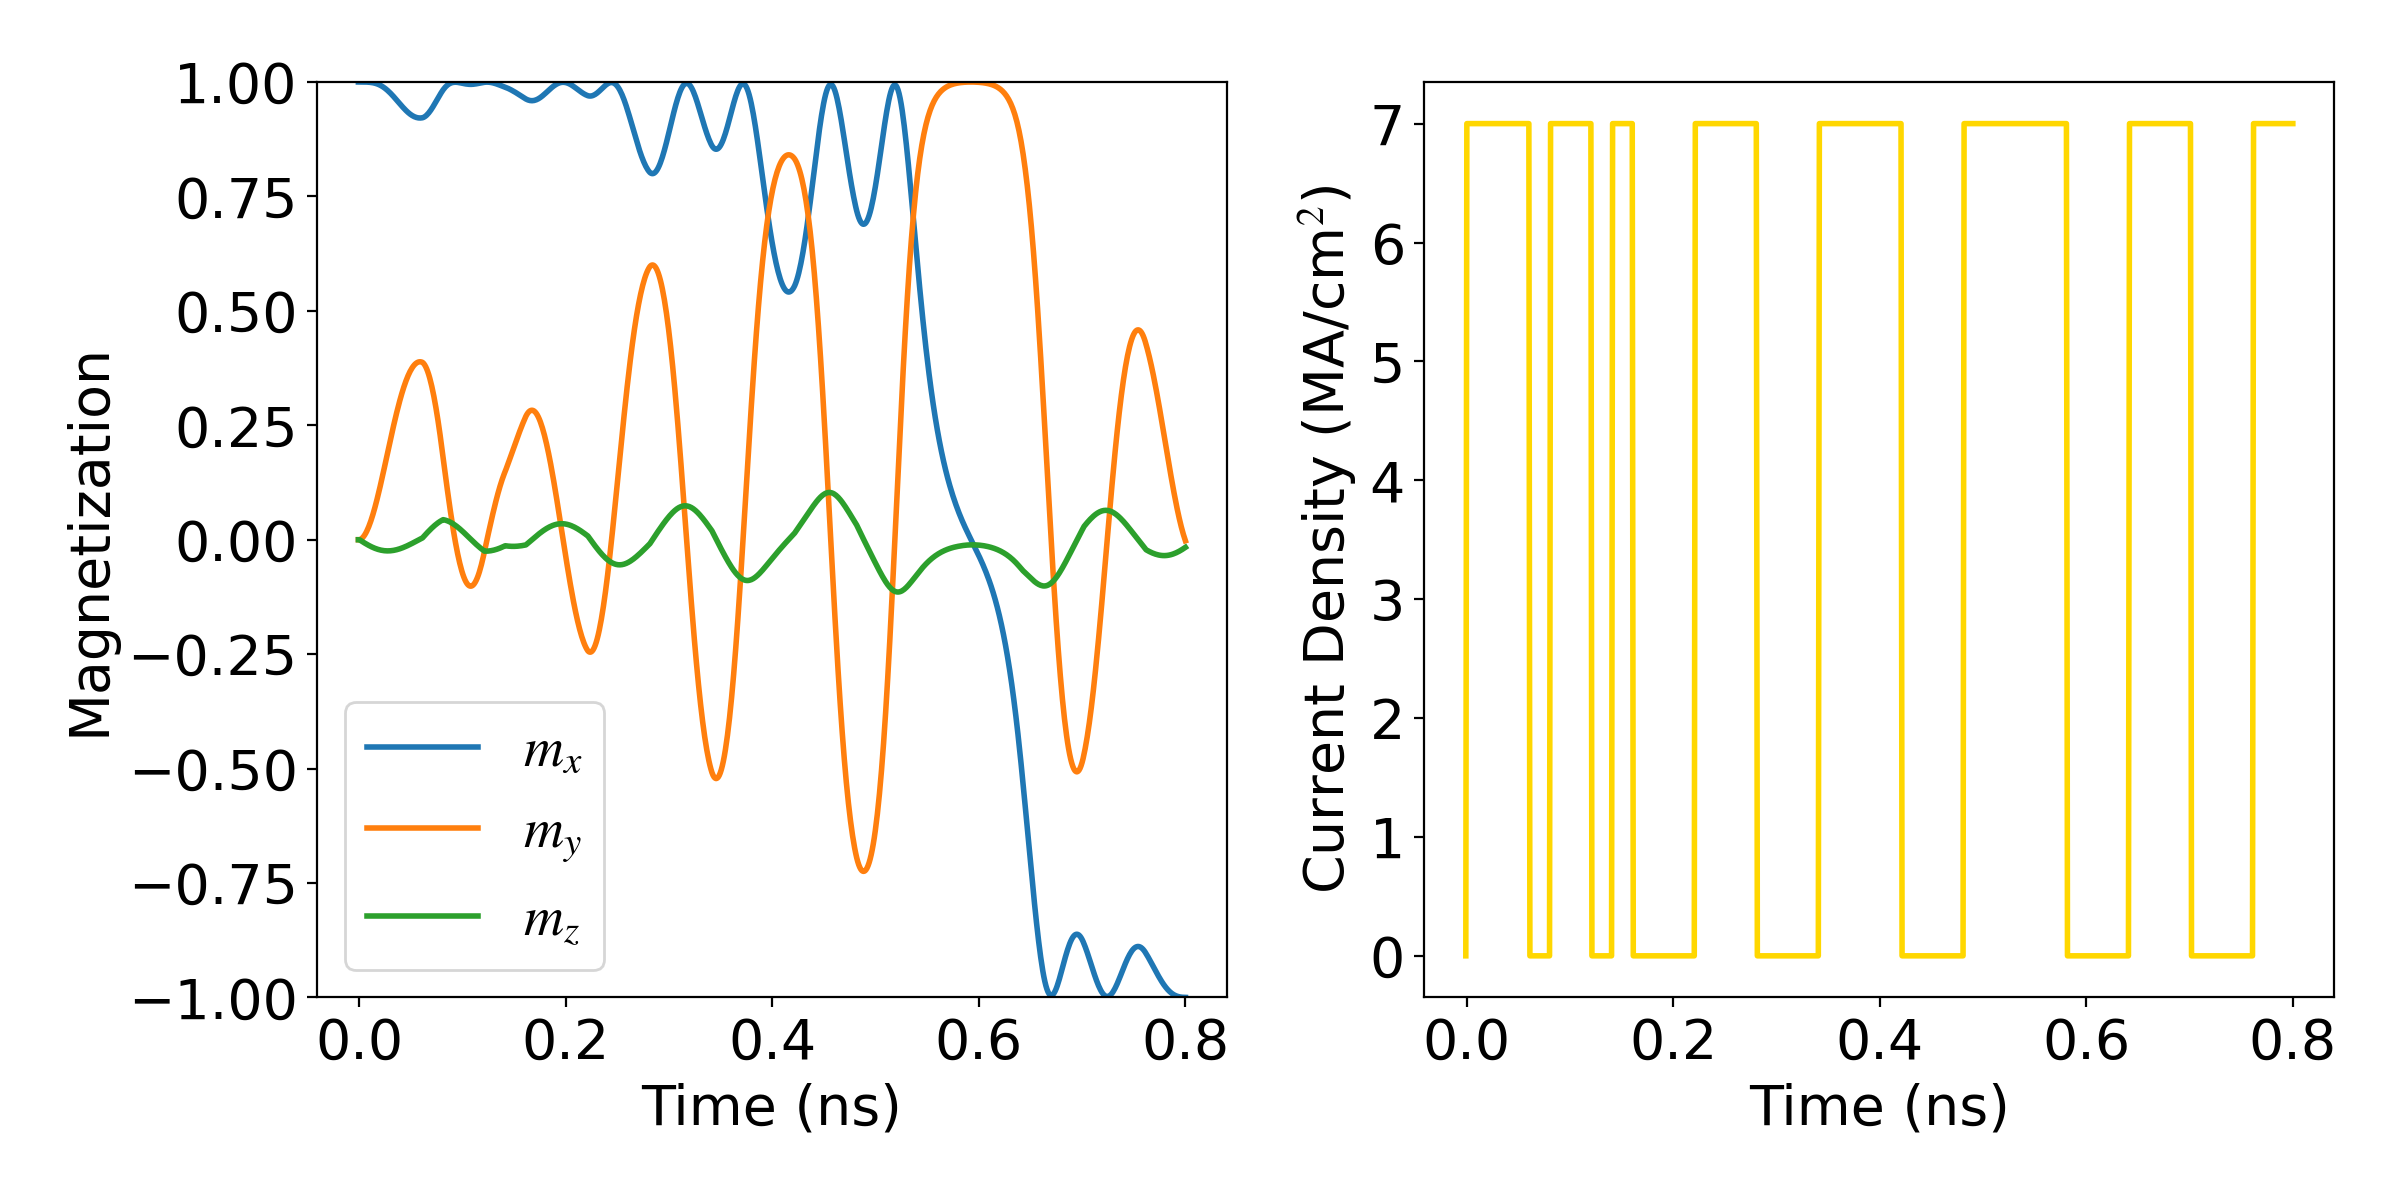 1.00
0.75
0.50
0.25
0.00
−0.25
−0.50
−0.75
−1.00
Magnetization
m_x
m_y
m_z
0.0 0.2 0.4 0.6 0.8
Time (ns)
7
6
5
4
3
2
1
0
Current Density (MA/cm²)
0.0 0.2 0.4 0.6 0.8
Time (ns)